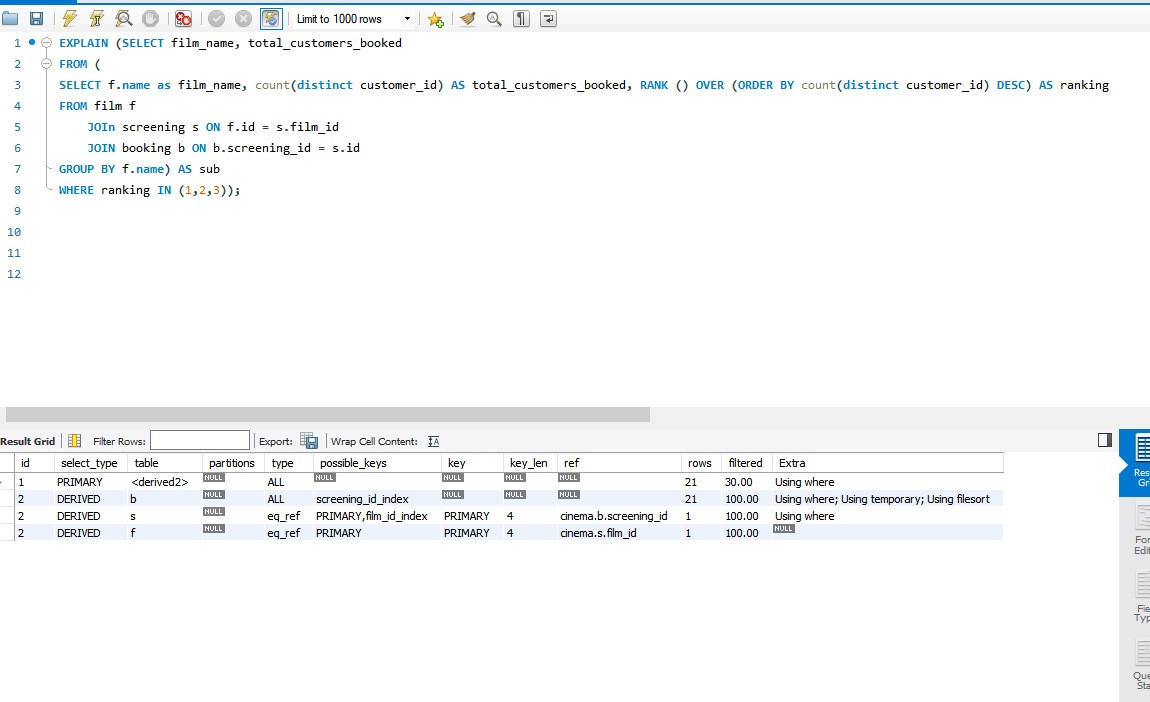 Limit to 1000 rows
1 EXPLAIN (SELECT film_name, total_customers_booked
2 FROM (
3 SELECT f.name as film_name, count(distinct customer_id) AS total_customers_booked, RANK () OVER (ORDER BY count(distinct customer_id) DESC) AS ranking
4 FROM film f
5 JOIn screening s ON f.id = s.film_id
6 JOIN booking b ON b.screening_id = s.id
7 GROUP BY f.name) AS sub
8 WHERE ranking IN (1,2,3));
9
10
11
12
Result Grid Filter Rows: Export: Wrap Cell Content: IA
id select_type table partitions type possible_keys key key_len ref rows filtered Extra
1 PRIMARY <derived2> NULL ALL NULL NULL NULL NULL 21 30.00 Using where
2 DERIVED b NULL ALL screening_id_index NULL NULL NULL 21 100.00 Using where; Using temporary; Using filesort
2 DERIVED s NULL eq_ref PRIMARY,film_id_index PRIMARY 4 cinema.b.screening_id 1 100.00 Using where
2 DERIVED f NULL eq_ref PRIMARY PRIMARY 4 cinema.s.film_id 1 100.00 NULL
Res
Gri
For
Edit
Fie
Typ
Que
Sta